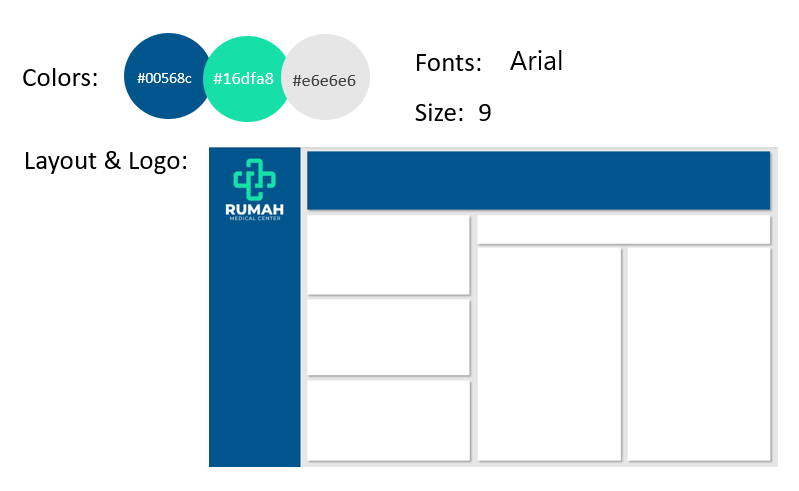 Colors:
#00568c
#16dfa8
#e6e6e6
Fonts: Arial
Size: 9
Layout & Logo:
RUMAH
MEDICAL CENTER